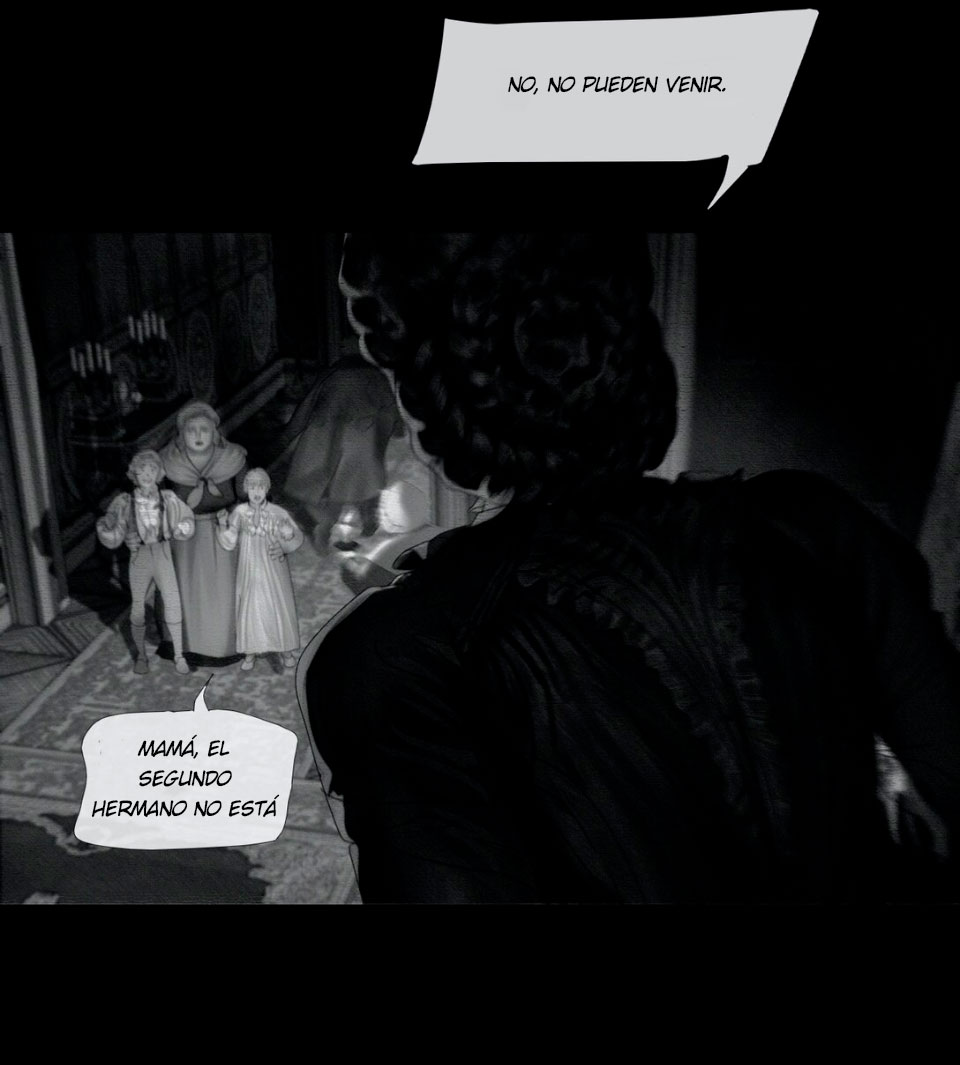 NO, NO PUEDEN VENIR.
MAMÁ, EL
SEGUNDO
HERMANO NO ESTÁ